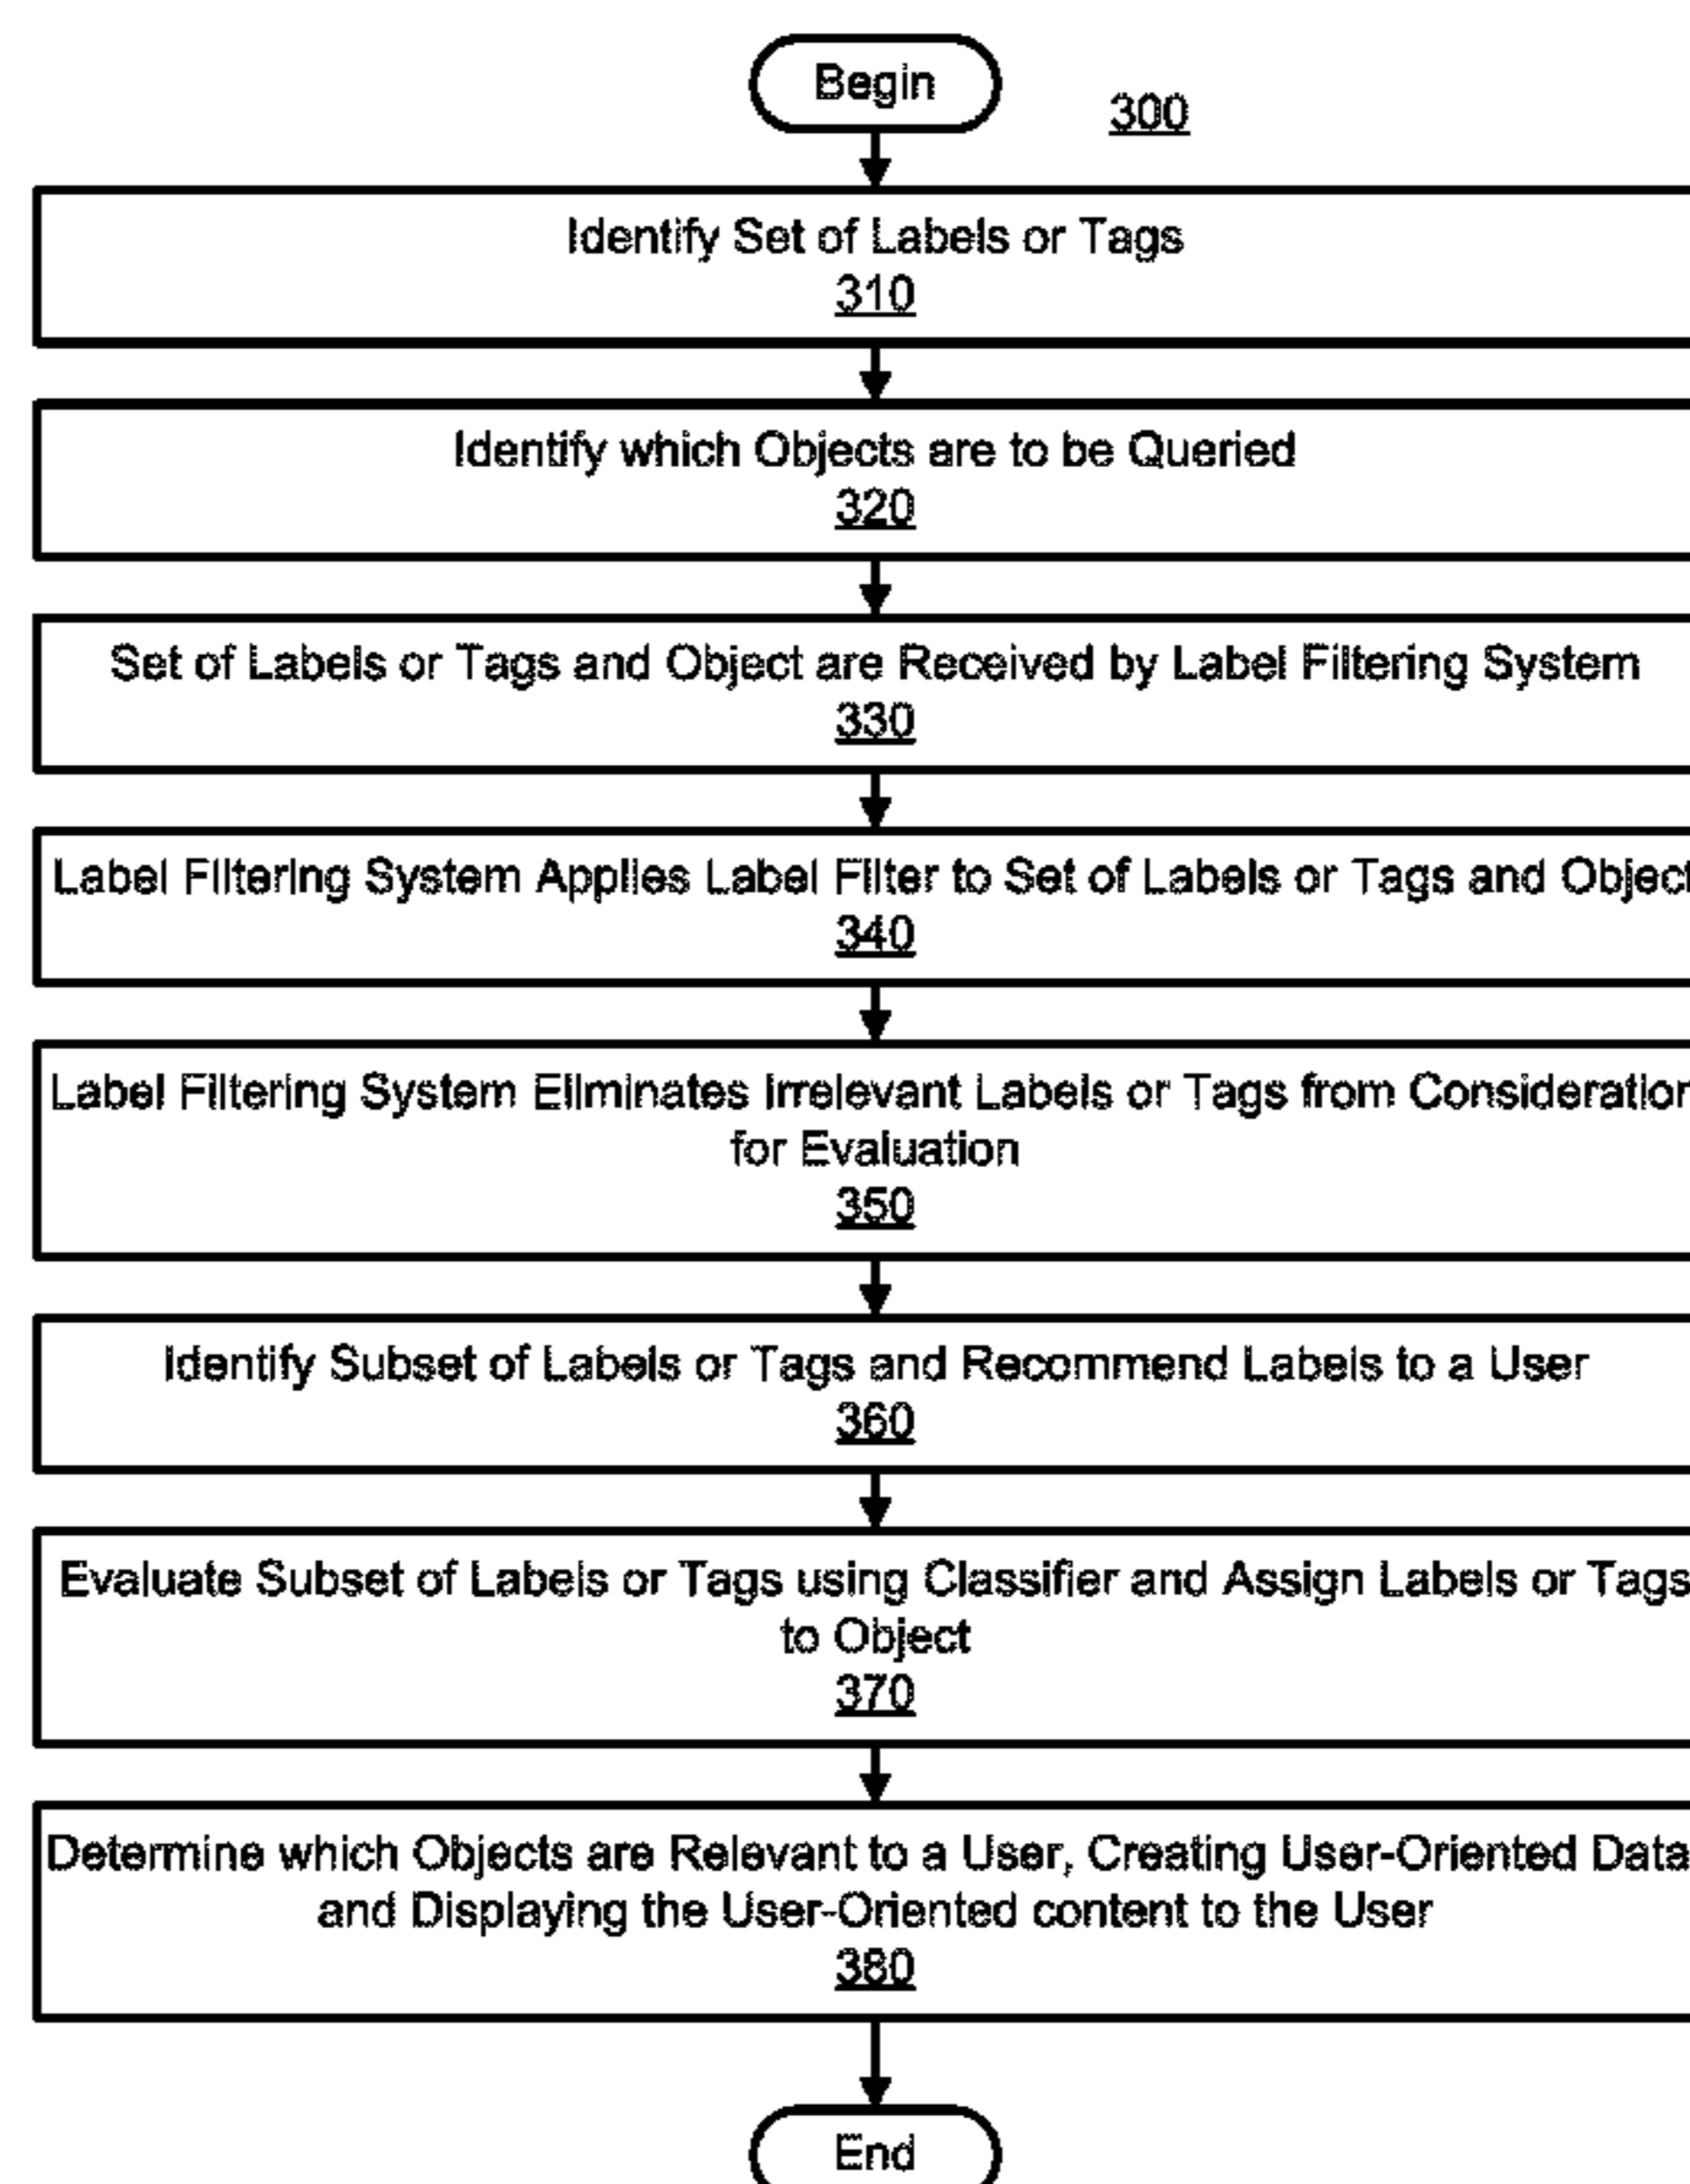 Begin
300
Identify Set of Labels or Tags
310
Identify which Objects are to be Queried
320
Set of Labels or Tags and Object are Received by Label Filtering System
330
Label Filtering System Applies Label Filter to Set of Labels or Tags and Object
340
Label Filtering System Eliminates Irrelevant Labels or Tags from Consideration
for Evaluation
350
Identify Subset of Labels or Tags and Recommend Labels to a User
360
Evaluate Subset of Labels or Tags using Classifier and Assign Labels or Tags
to Object
370
Determine which Objects are Relevant to a User, Creating User-Oriented Data
and Displaying the User-Oriented content to the User
380
End